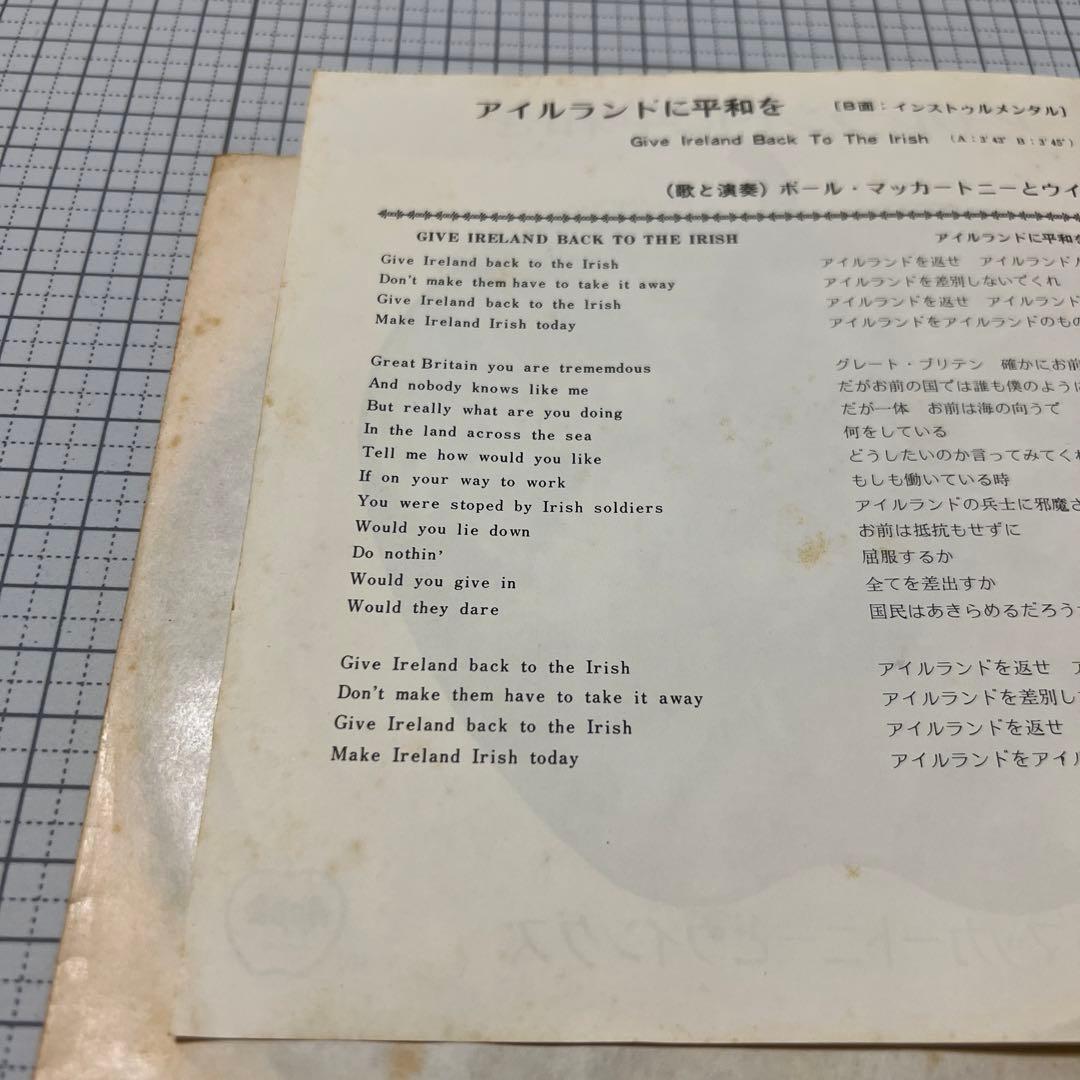 アイルランドに平和を 〔B面：インストゥルメンタル〕
Give Ireland Back To The Irish (A：3'43" B：3'45")
(歌と演奏) ポール・マッカートニーとウイ
GIVE IRELAND BACK TO THE IRISH アイルランドに平和を
Give Ireland back to the Irish アイルランドを返せ アイルランド
Don't make them have to take it away アイルランドを差別しないでくれ
Give Ireland back to the Irish アイルランドを返せ アイルランド
Make Ireland Irish today アイルランドをアイルランドのもの
Great Britain you are trememdous グレート・ブリテン 確かにお前
And nobody knows like me だがお前の国では誰も僕のように
But really what are you doing だが一体 お前は海の向うで
In the land across the sea 何をしている
Tell me how would you like どうしたいのか言ってみてくれ
If on your way to work もしも働いている時
You were stoped by Irish soldiers アイルランドの兵士に邪魔さ
Would you lie down お前は抵抗もせずに
Do nothin' 屈服するか
Would you give in 全てを差出すか
Would they dare 国民はあきらめるだろう
Give Ireland back to the Irish アイルランドを返せ ア
Don't make them have to take it away アイルランドを差別し
Give Ireland back to the Irish アイルランドを返せ
Make Ireland Irish today アイルランドをアイル